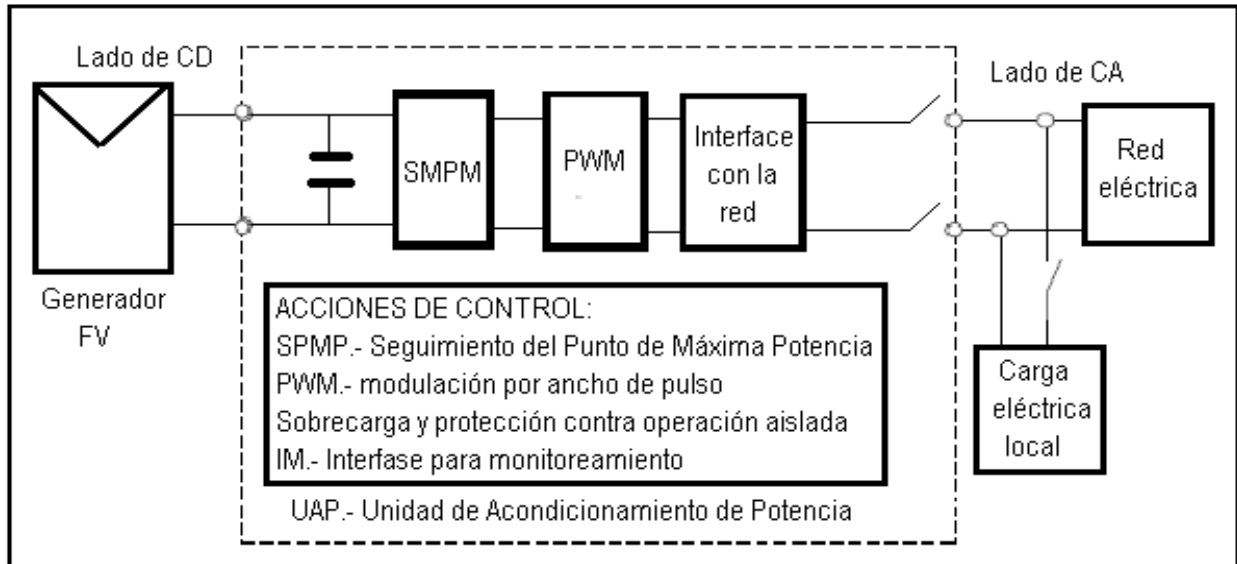 Lado de CD
Lado de CA
Generador
FV
SMPM
PWM
Interface
con la
red
Red
eléctrica
Carga
eléctrica
local
ACCIONES DE CONTROL:
SPMP.- Seguimiento del Punto de Máxima Potencia
PWM.- modulación por ancho de pulso
Sobrecarga y protección contra operación aislada
IM.- Interfase para monitoreamiento
UAP.- Unidad de Acondicionamiento de Potencia